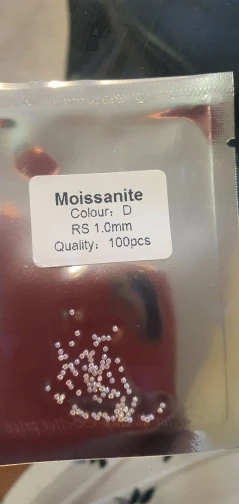 Moissanite
Colour: D
RS 1.0mm
Quality: 100pcs